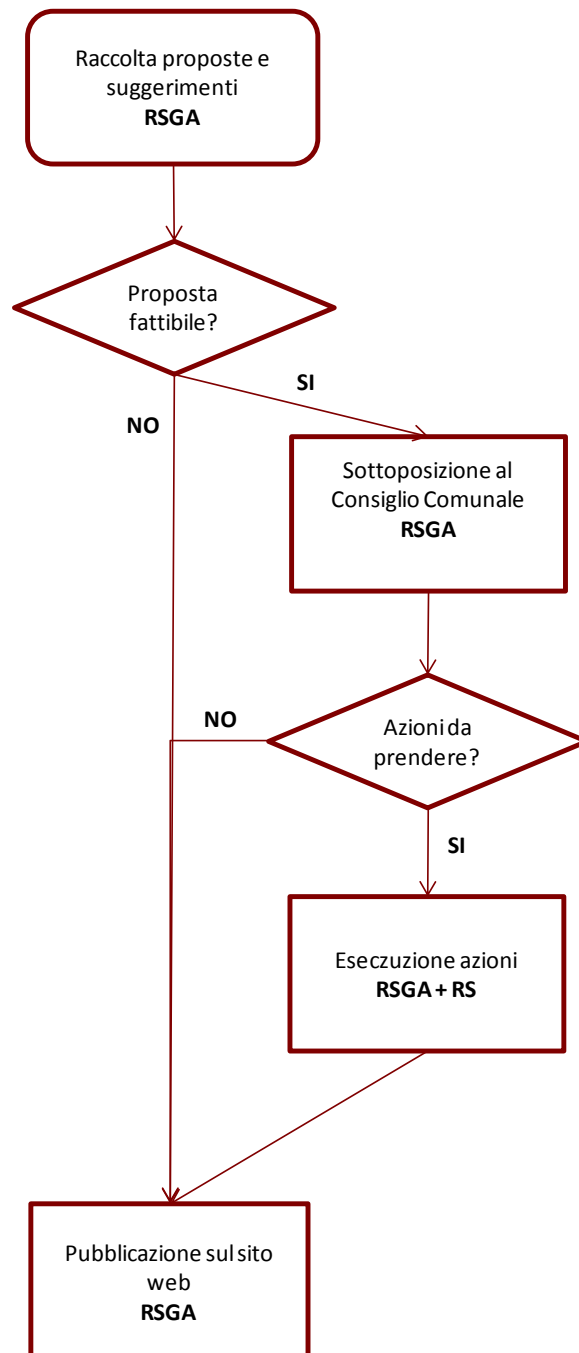 Raccolta proposte e
suggerimenti
RSGA
Proposta
fattibile?
SI
NO
Sottoposizione al
Consiglio Comunale
RSGA
NO
Azioni da
prendere?
SI
Eseczuzione azioni
RSGA + RS
Pubblicazione sul sito
web
RSGA